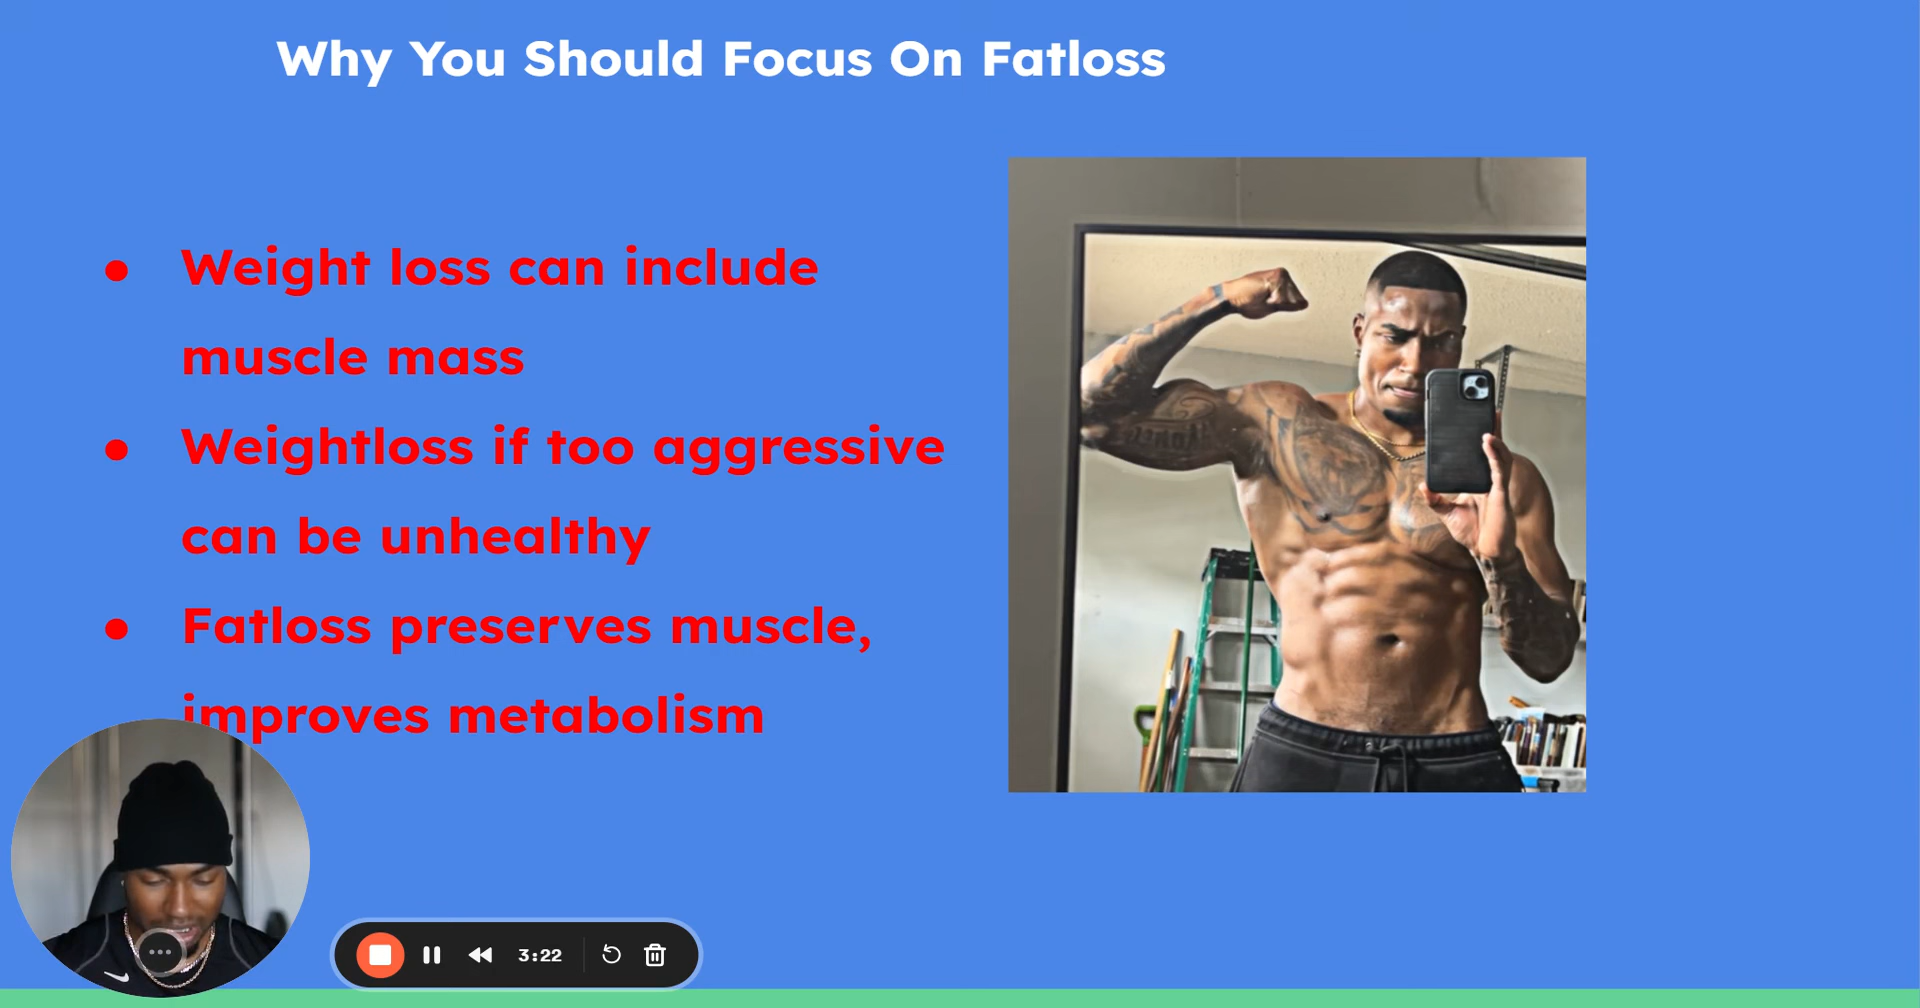 Why You Should Focus On Fatloss
● Weight loss can include
muscle mass
● Weightloss if too aggressive
can be unhealthy
● Fatloss preserves muscle,
improves metabolism
3:22